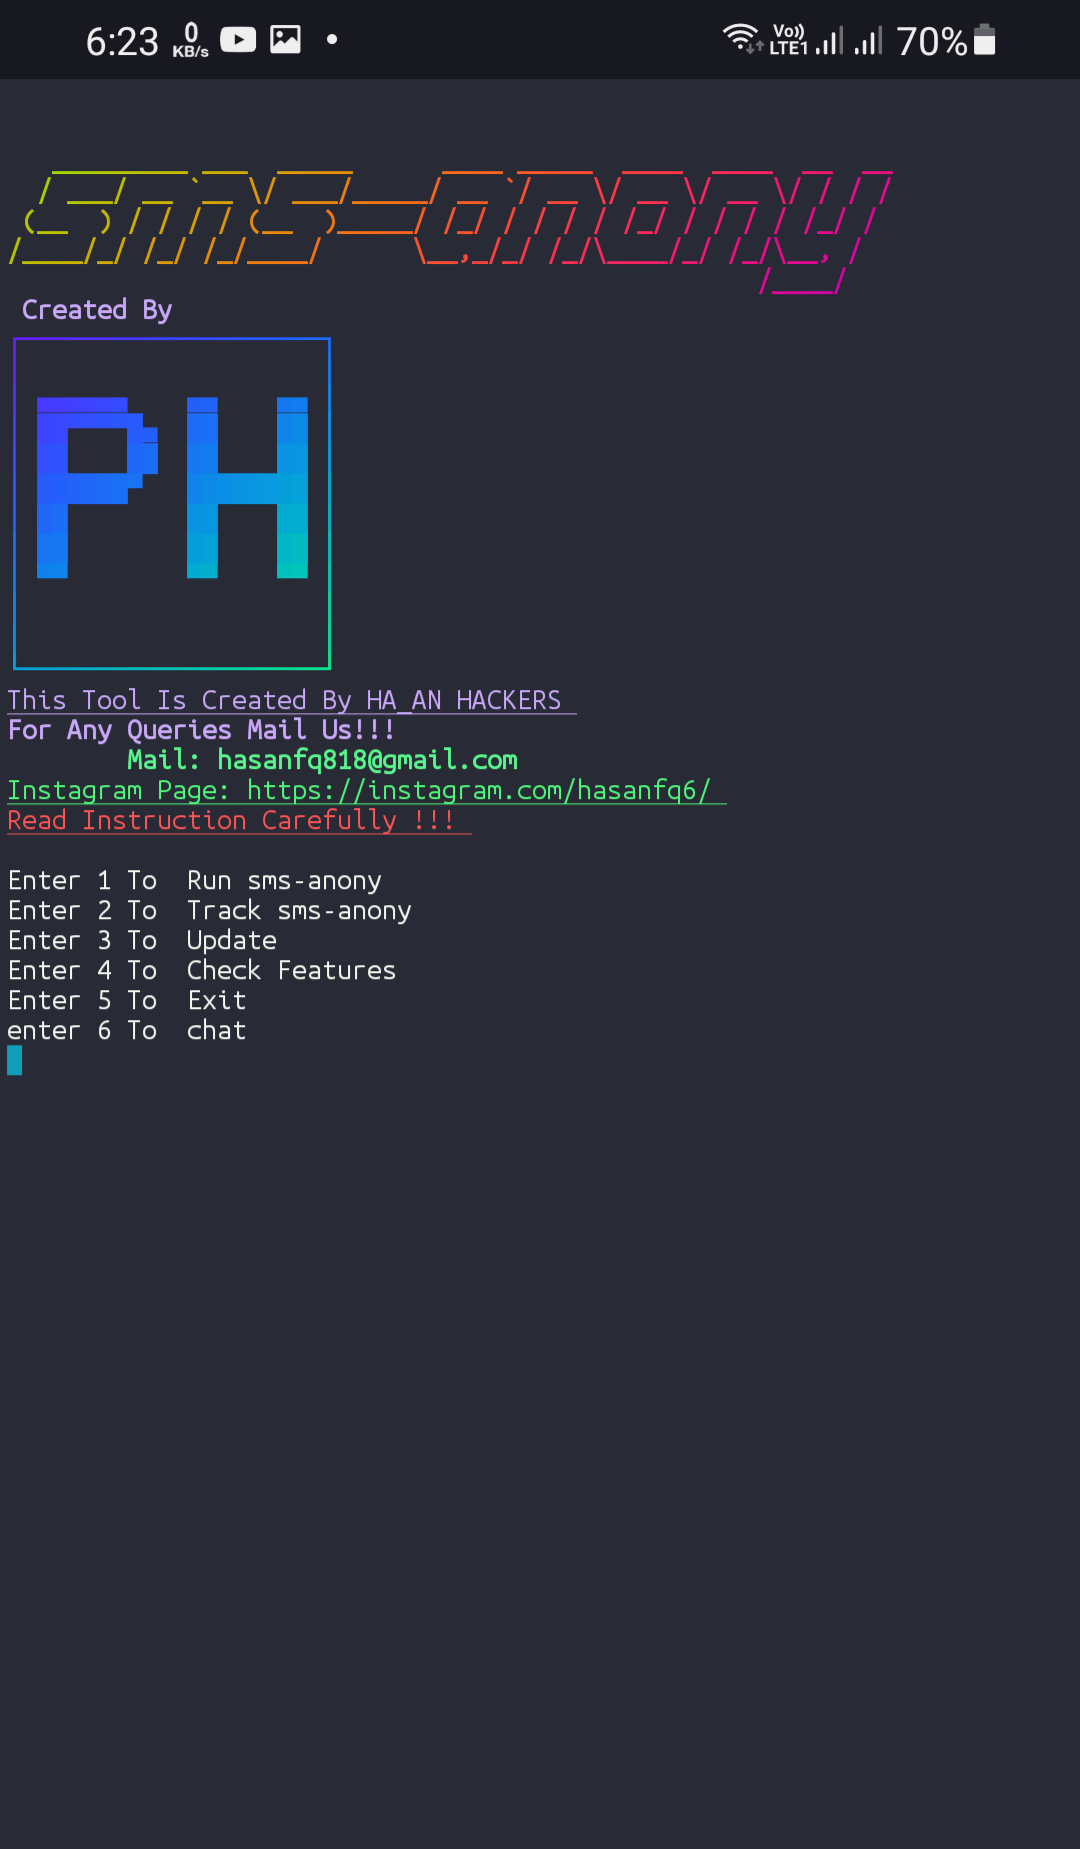 6:23 0 KB/s Vo)) LTE1 70%
sms-anony
Created By
PH
This Tool Is Created By HA_AN HACKERS
For Any Queries Mail Us!!!
Mail: hasanfq818@gmail.com
Instagram Page: https://instagram.com/hasanfq6/
Read Instruction Carefully !!!
Enter 1 To  Run sms-anony
Enter 2 To  Track sms-anony
Enter 3 To  Update
Enter 4 To  Check Features
Enter 5 To  Exit
enter 6 To  chat